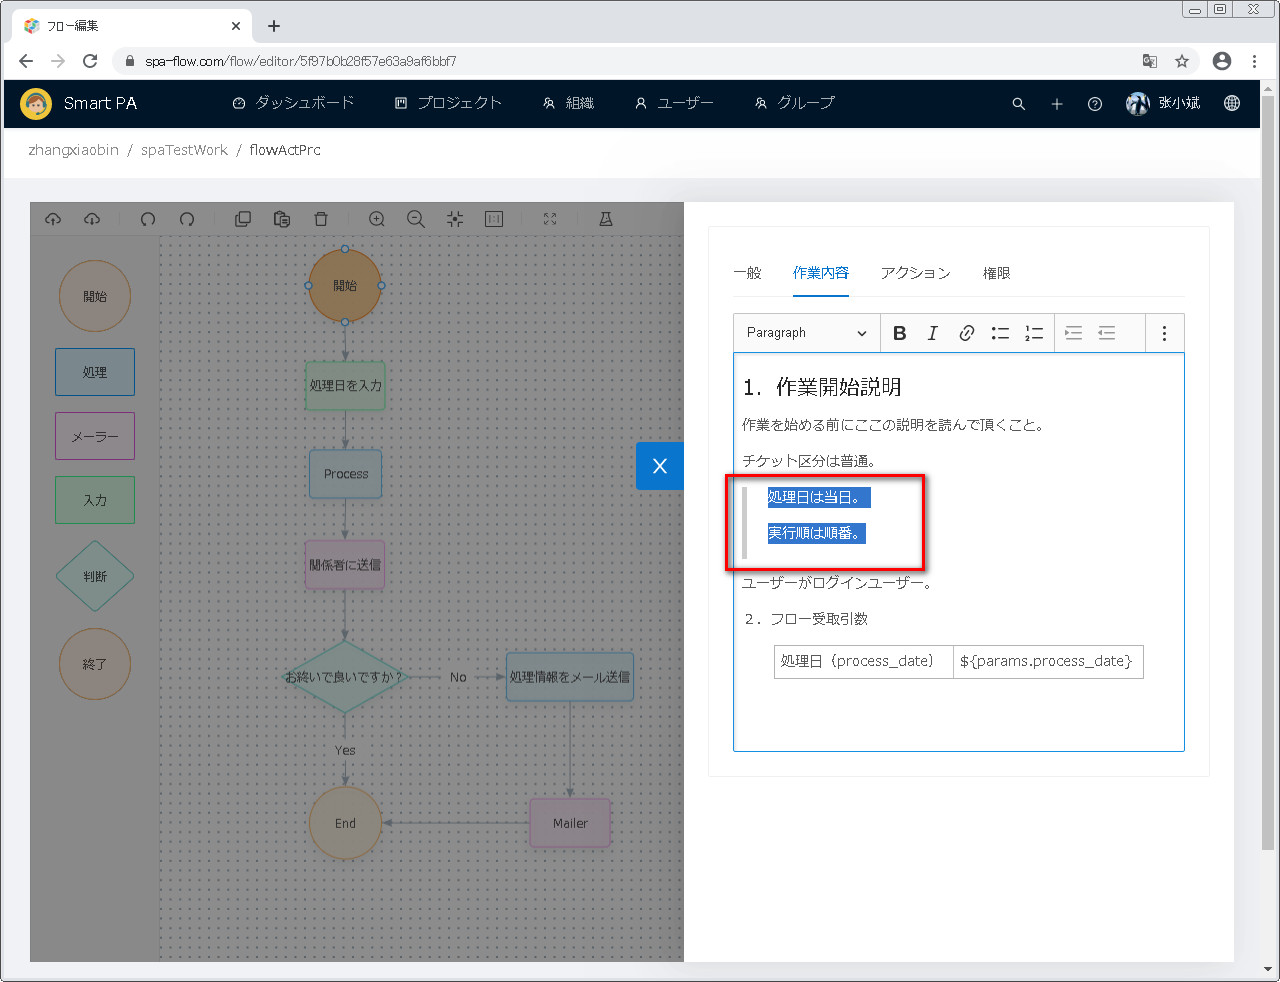 フロー編集
spa-flow.com/flow/editor/5f97b0b28f57e63a9af6bbf7
Smart PA
ダッシュボード
プロジェクト
組織
ユーザー
グループ
张小斌
zhangxiaobin / spaTestWork / flowActPrc
開始
処理
メーラー
入力
判断
終了
開始
処理日を入力
Process
関係者に送信
お終いで良いですか？
No
処理情報をメール送信
Yes
End
Mailer
X
一般
作業内容
アクション
権限
Paragraph
1. 作業開始説明
作業を始める前にここの説明を読んで頂くこと。
チケット区分は普通。
処理日は当日。
実行順は順番。
ユーザーがログインユーザー。
２．フロー受取引数
処理日（process_date） ${params.process_date}